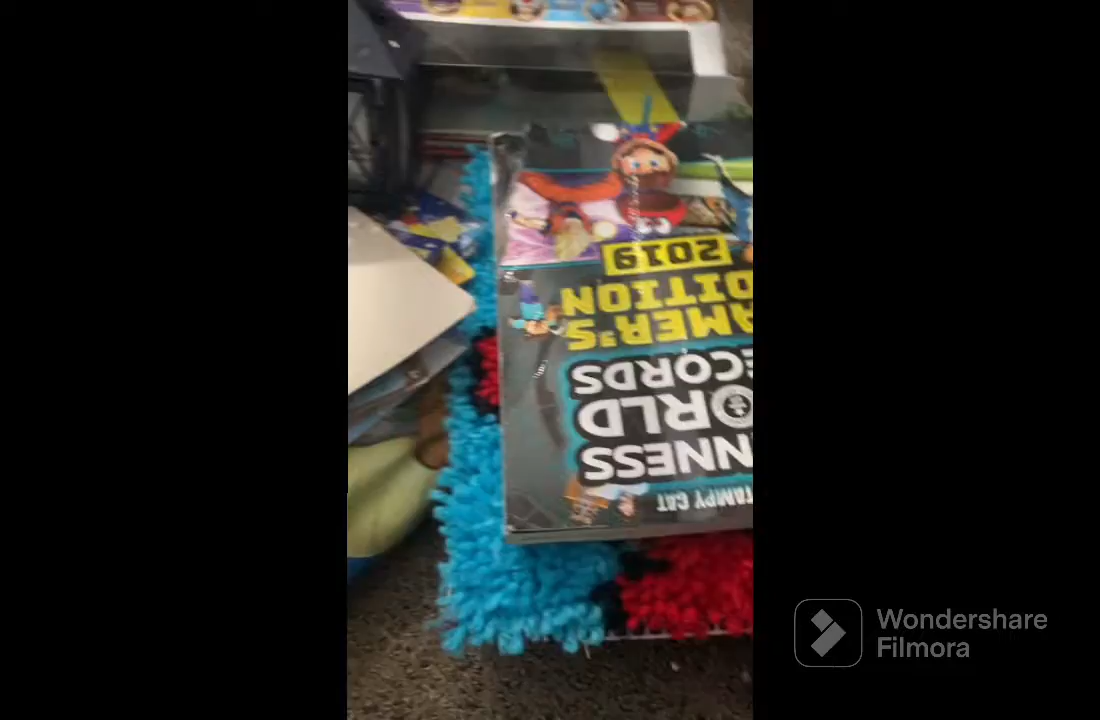 TAMPY CAT
NNESS
ORLD
ECORDS
AMER'S
DITION
2019
Wondershare
Filmora